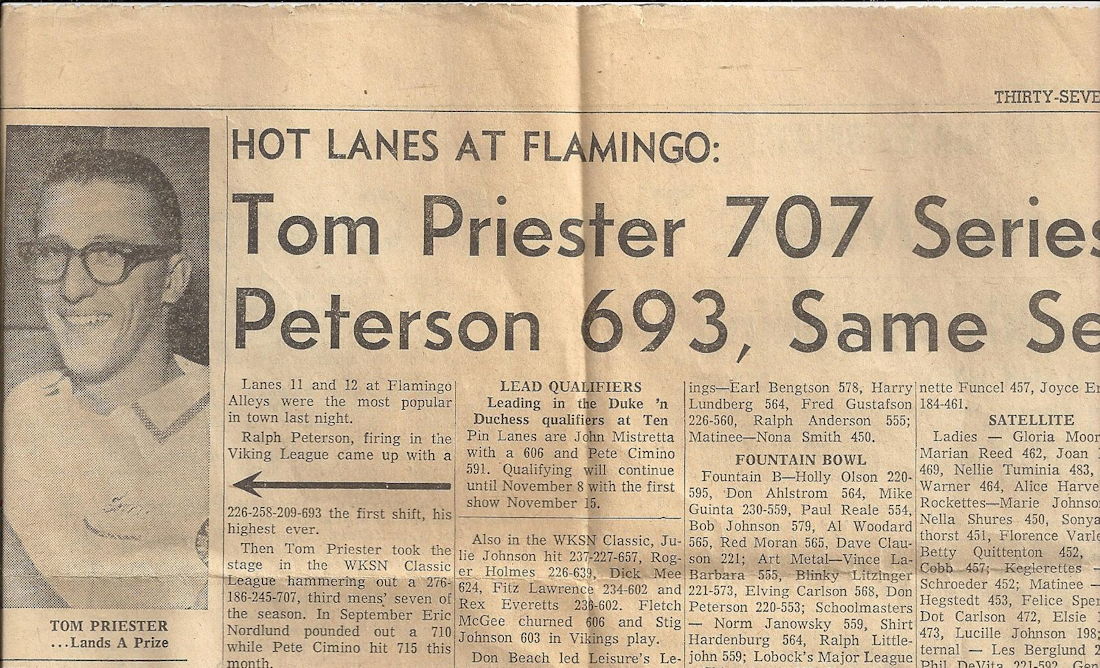 THIRTY-SEVE
HOT LANES AT FLAMINGO:
Tom Priester 707 Series
Peterson 693, Same Se
TOM PRIESTER
...Lands A Prize
Lanes 11 and 12 at Flamingo
Alleys were the most popular
in town last night.
Ralph Peterson, firing in the
Viking League came up with a
226-258-209-693 the first shift, his
highest ever.
Then Tom Priester took the
stage in the WKSN Classic
League hammering out a 276-
186-245-707, third mens' seven of
the season. In September Eric
Nordlund pounded out a 710
while Pete Cimino hit 715 this
month.
LEAD QUALIFIERS
Leading in the Duke 'n
Duchess qualifiers at Ten
Pin Lanes are John Mistretta
with a 606 and Pete Cimino
591. Qualifying will continue
until November 8 with the first
show November 15.
Also in the WKSN Classic, Ju-
lie Johnson hit 237-227-657, Rog-
er Holmes 226-639, Dick Mee
624, Fitz Lawrence 234-602 and
Rex Everetts 236-602. Fletch
McGee churned 606 and Stig
Johnson 603 in Vikings play.
Don Beach led Leisure's Le-
ings—Earl Bengtson 578, Harry
Lundberg 564, Fred Gustafson
226-560, Ralph Anderson 555;
Matinee—Nona Smith 450.
FOUNTAIN BOWL
Fountain B—Holly Olson 220-
595, Don Ahlstrom 564, Mike
Guinta 230-559, Paul Reale 554,
Bob Johnson 579, Al Woodard
565, Red Moran 565, Dave Clau-
son 221; Art Metal—Vince La-
Barbara 555, Blinky Litzinger
221-573, Elving Carlson 568, Don
Peterson 220-553; Schoolmasters
— Norm Janowsky 559, Shirt
Hardenburg 564, Ralph Little-
john 559; Lobock's Major League
nette Funcel 457, Joyce Er
184-461.
SATELLITE
Ladies — Gloria Moor
Marian Reed 462, Joan
469, Nellie Tuminia 483,
Warner 464, Alice Harve
Rockettes—Marie Johnso
Nella Shures 450, Sonya
thorst 451, Florence Varle
Betty Quittenton 452,
Cobb 457; Keglerettes —
Schroeder 452; Matinee —
Hegstedt 453, Felice Sper
Dot Carlson 472, Elsie
473, Lucille Johnson 198;
ternal — Les Berglund 2
Phil DeVita 221-592, Gen